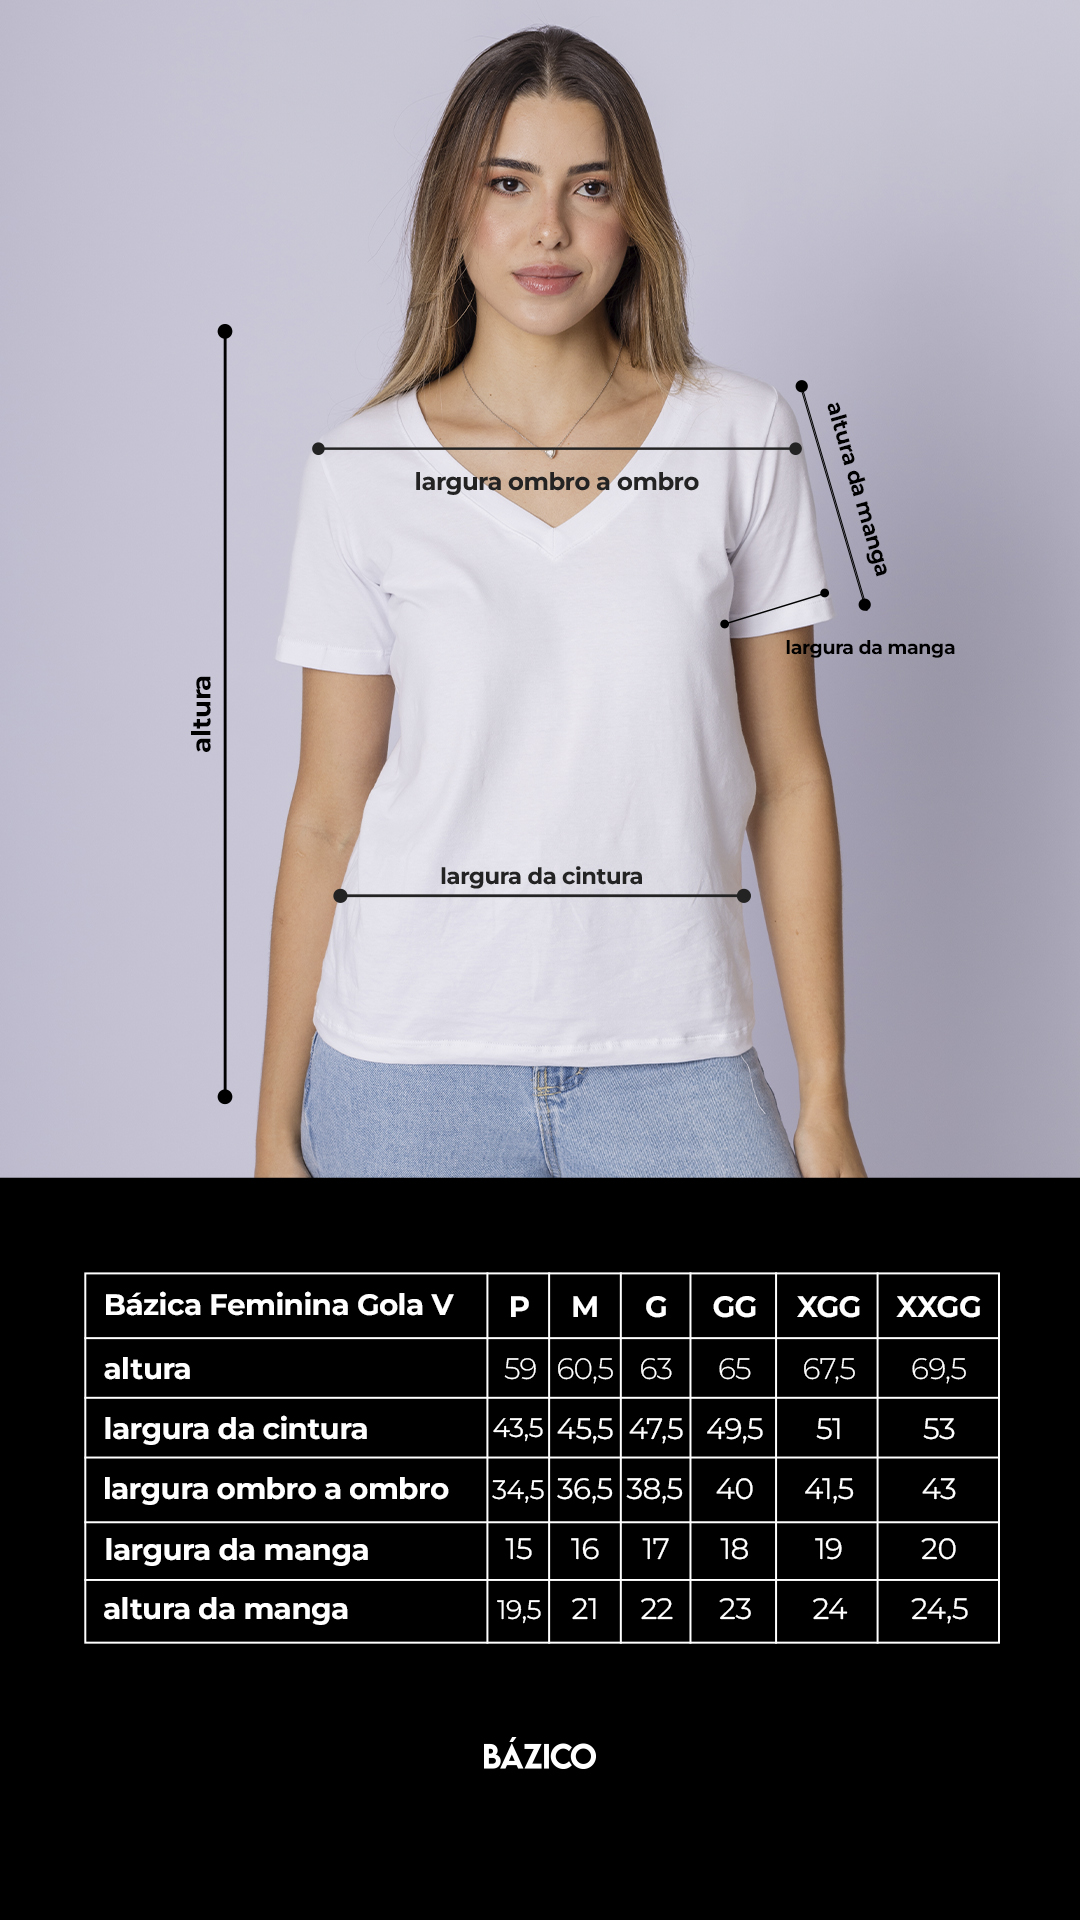 altura da manga
largura ombro a ombro
largura da manga
altura
largura da cintura
Bázica Feminina Gola V P M G GG XGG XXGG
altura 59 60,5 63 65 67,5 69,5
largura da cintura 43,5 45,5 47,5 49,5 51 53
largura ombro a ombro 34,5 36,5 38,5 40 41,5 43
largura da manga 15 16 17 18 19 20
altura da manga 19,5 21 22 23 24 24,5
BÁZICO